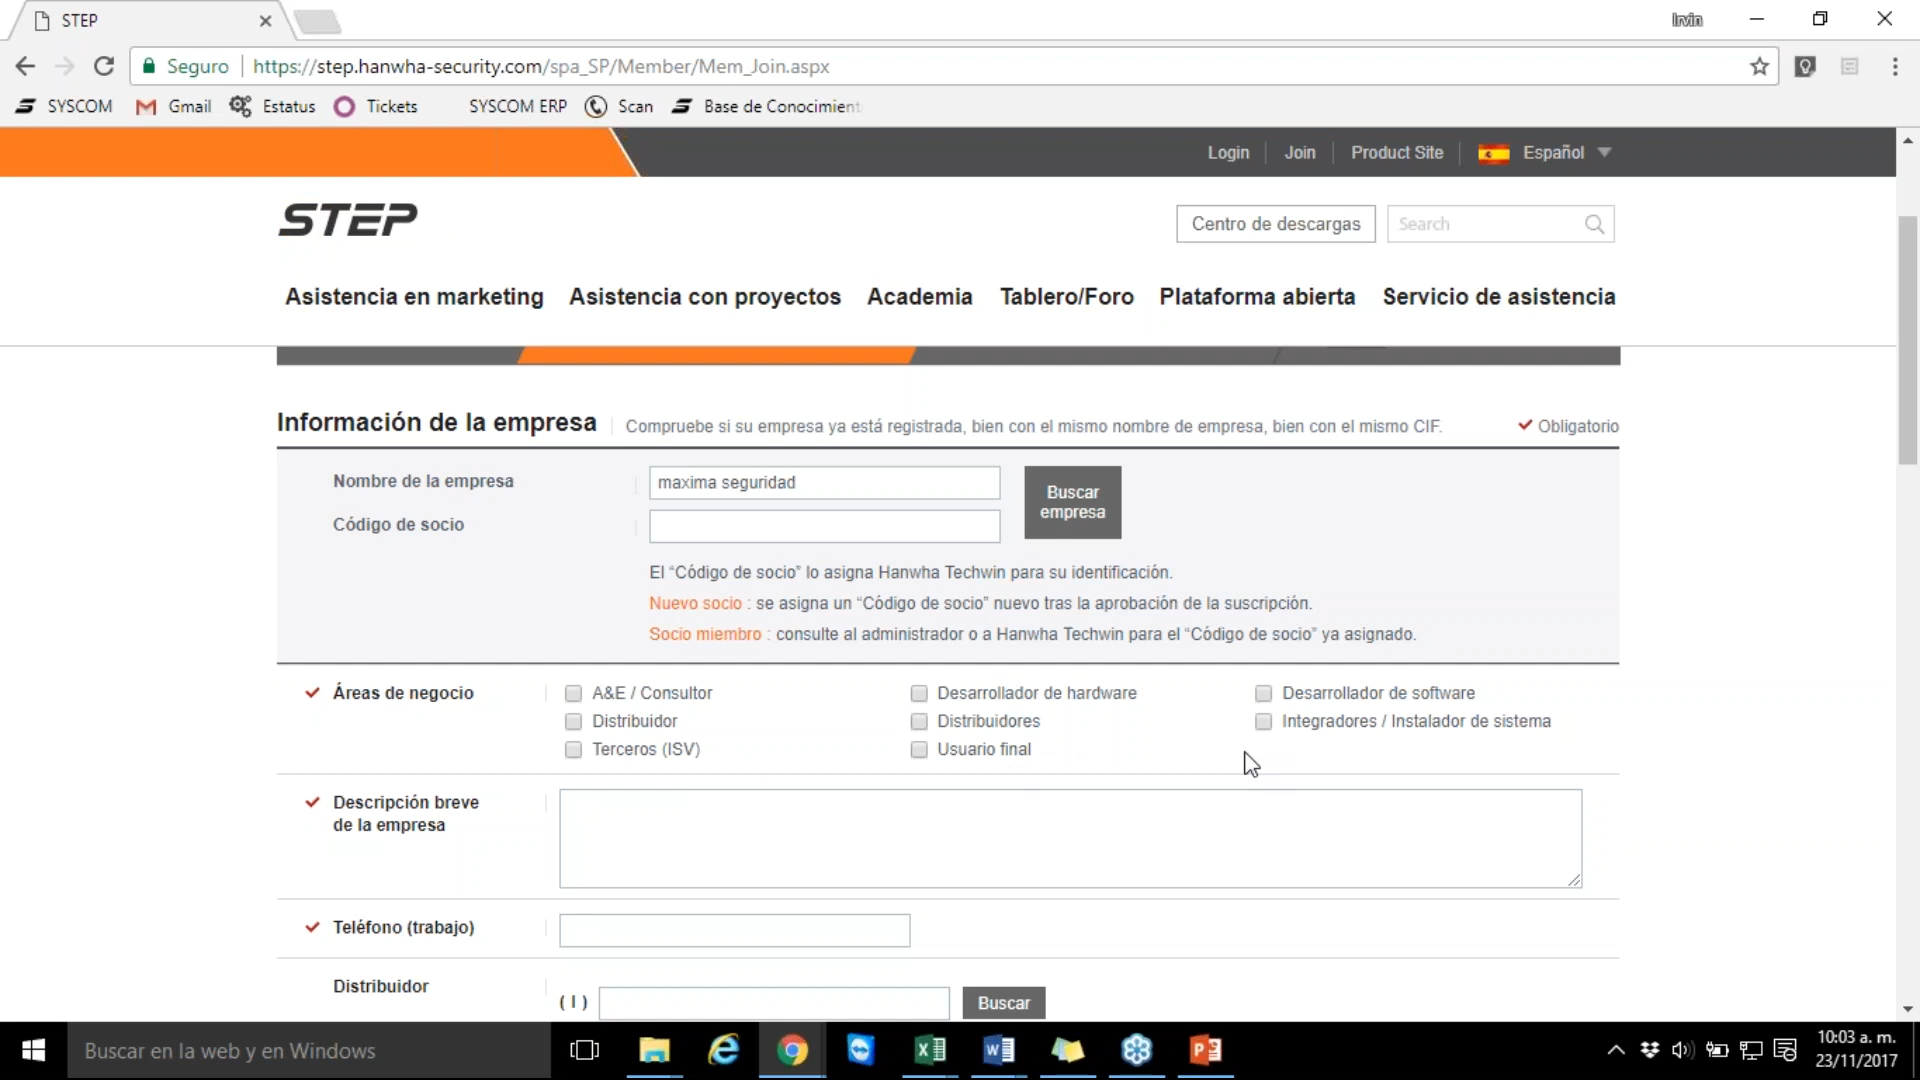 STEP
Irvin
Seguro https://step.hanwha-security.com/spa_SP/Member/Mem_Join.aspx
SYSCOM Gmail Estatus Tickets SYSCOM ERP Scan Base de Conocimient
Login Join Product Site Español
STEP
Centro de descargas Search
Asistencia en marketing Asistencia con proyectos Academia Tablero/Foro Plataforma abierta Servicio de asistencia
Información de la empresa Compruebe si su empresa ya está registrada, bien con el mismo nombre de empresa, bien con el mismo CIF. Obligatorio
Nombre de la empresa maxima seguridad
Buscar empresa
Código de socio
El “Código de socio” lo asigna Hanwha Techwin para su identificación.
Nuevo socio : se asigna un “Código de socio” nuevo tras la aprobación de la suscripción.
Socio miembro : consulte al administrador o a Hanwha Techwin para el “Código de socio” ya asignado.
Áreas de negocio A&E / Consultor Desarrollador de hardware Desarrollador de software
Distribuidor Distribuidores Integradores / Instalador de sistema
Terceros (ISV) Usuario final
Descripción breve
de la empresa
Teléfono (trabajo)
Distribuidor
( I ) Buscar
Buscar en la web y en Windows
10:03 a. m.
23/11/2017